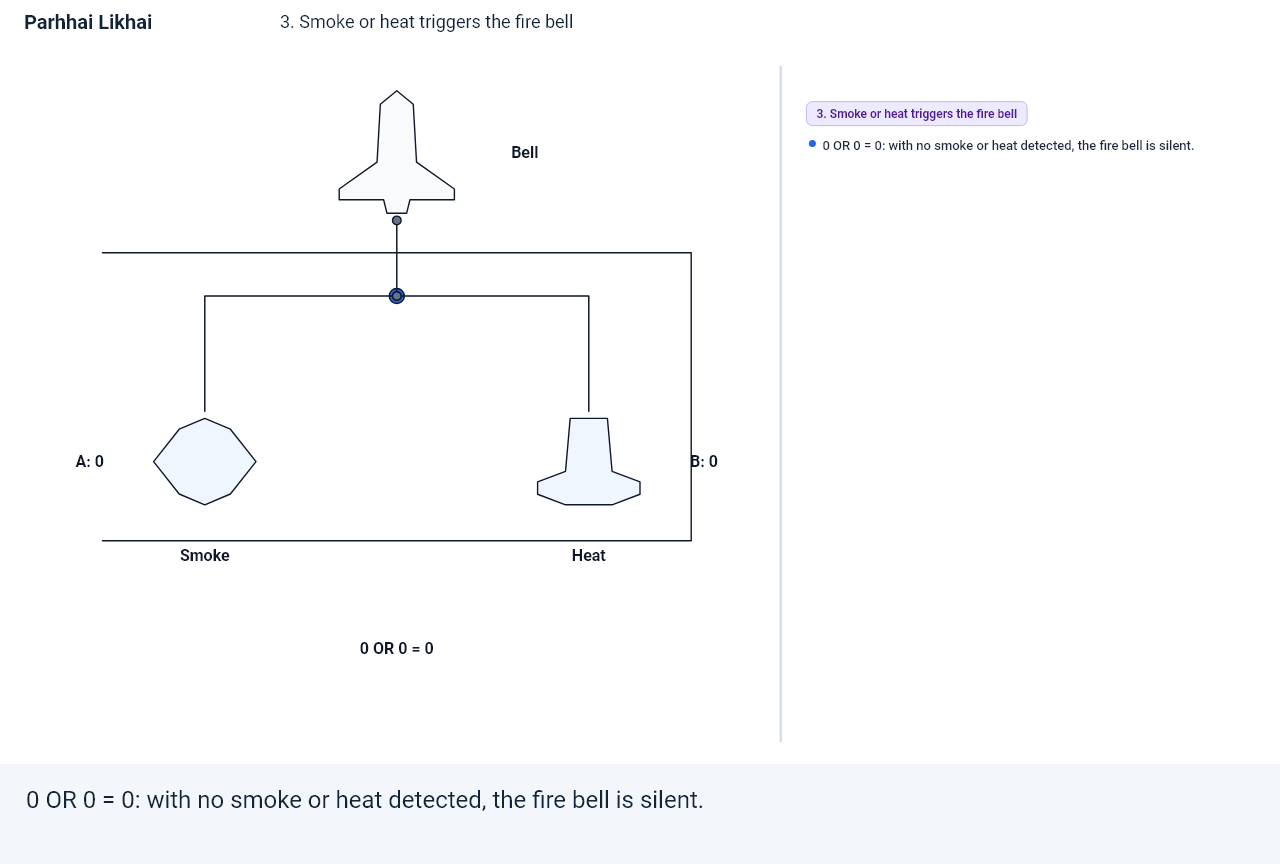 Parhhai Likhai
3. Smoke or heat triggers the fire bell
Bell
A: 0
B: 0
Smoke
Heat
0 OR 0 = 0
3. Smoke or heat triggers the fire bell
0 OR 0 = 0: with no smoke or heat detected, the fire bell is silent.
0 OR 0 = 0: with no smoke or heat detected, the fire bell is silent.